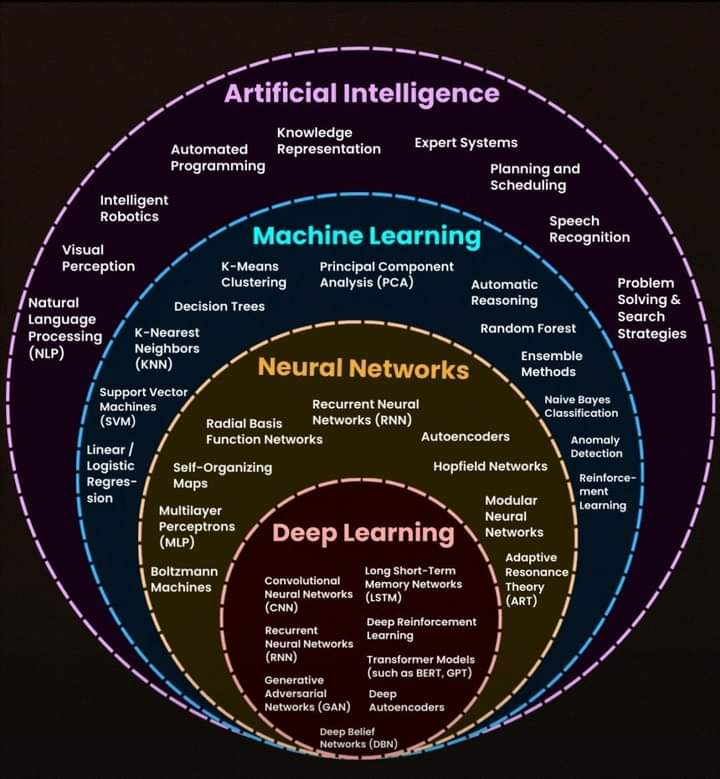 Artificial Intelligence
Knowledge
Representation
Expert Systems
Automated
Programming
Planning and
Scheduling
Intelligent
Robotics
Speech
Recognition
Visual
Perception
Problem
Solving &
Search
Strategies
Natural
Language
Processing
(NLP)
Machine Learning
K-Means
Clustering
Principal Component
Analysis (PCA)
Automatic
Reasoning
Decision Trees
Random Forest
K-Nearest
Neighbors
(KNN)
Ensemble
Methods
Support Vector
Machines
(SVM)
Naive Bayes
Classification
Linear /
Logistic
Regres-
sion
Anomaly
Detection
Reinforce-
ment
Learning
Neural Networks
Recurrent Neural
Networks (RNN)
Radial Basis
Function Networks
Autoencoders
Self-Organizing
Maps
Hopfield Networks
Multilayer
Perceptrons
(MLP)
Modular
Neural
Networks
Boltzmann
Machines
Adaptive
Resonance
Theory
(ART)
Deep Learning
Convolutional
Neural Networks
(CNN)
Long Short-Term
Memory Networks
(LSTM)
Recurrent
Neural Networks
(RNN)
Deep Reinforcement
Learning
Transformer Models
(such as BERT, GPT)
Generative
Adversarial
Networks (GAN)
Deep
Autoencoders
Deep Belief
Networks (DBN)